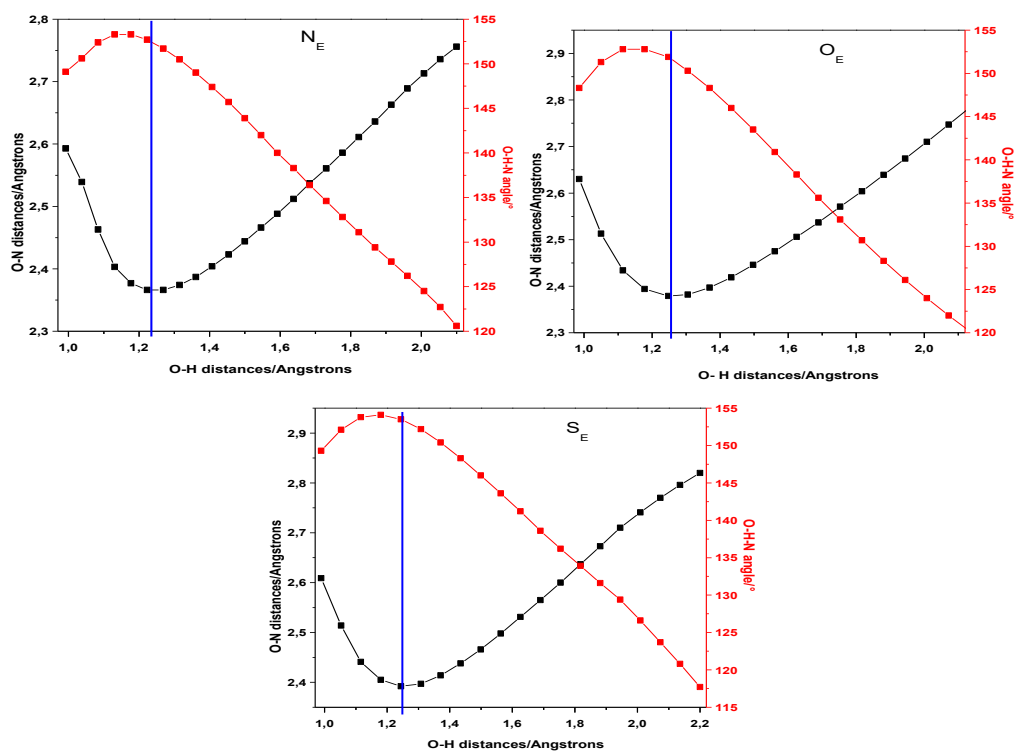 N_E
O-N distances/Angstrons
2,8
2,7
2,6
2,5
2,4
2,3
155
150
145
140
135
130
125
120
O-H-N angle/°
1,0 1,2 1,4 1,6 1,8 2,0
O-H distances/Angstrons
O_E
O-N distances/Angstrons
2,9
2,8
2,7
2,6
2,5
2,4
2,3
155
150
145
140
135
130
125
120
O-H-N angle/°
1,0 1,2 1,4 1,6 1,8 2,0
O- H distances/Angstrons
S_E
O-N distances/Angstrons
2,9
2,8
2,7
2,6
2,5
2,4
155
150
145
140
135
130
125
120
115
O-H-N angle/°
1,0 1,2 1,4 1,6 1,8 2,0 2,2
O-H distances/Angstrons